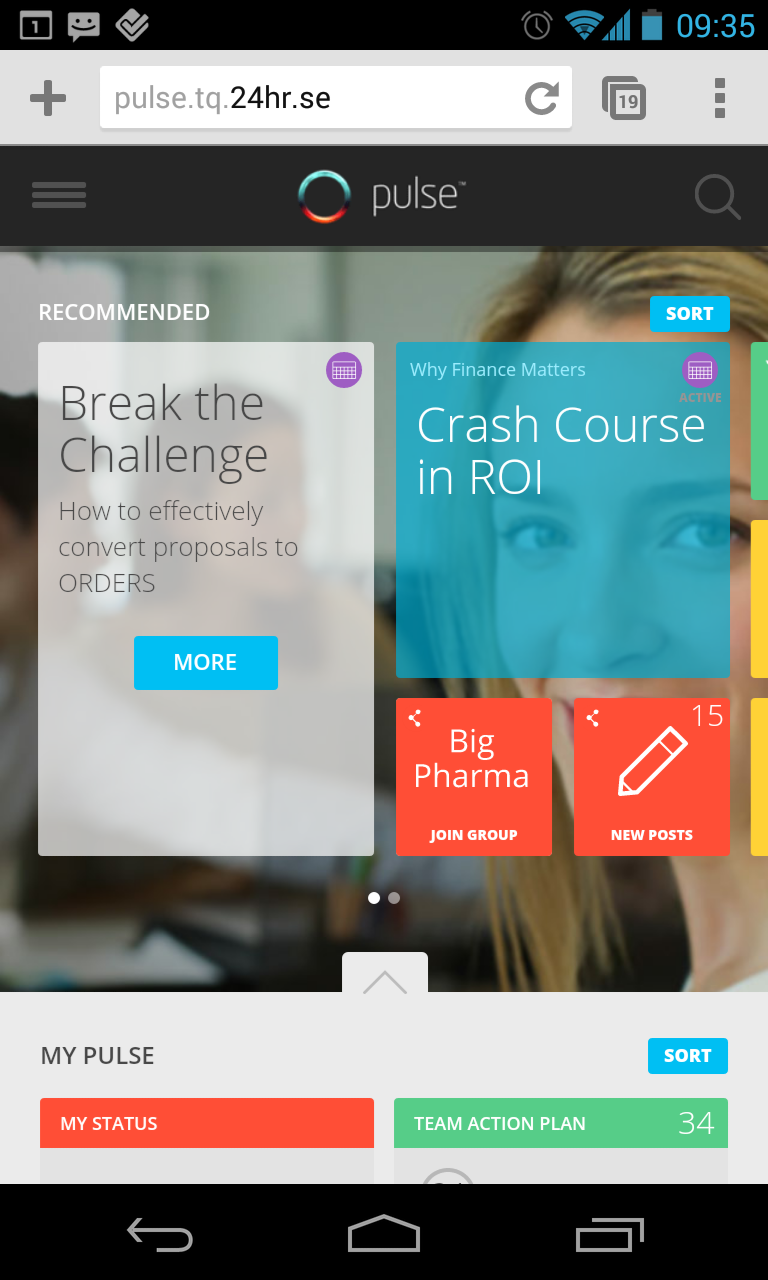 1
09:35
pulse.tq.24hr.se
19
pulse™
RECOMMENDED
SORT
Break the
Challenge
How to effectively
convert proposals to
ORDERS
MORE
Why Finance Matters
ACTIVE
Crash Course
in ROI
Big
Pharma
JOIN GROUP
15
NEW POSTS
MY PULSE
SORT
MY STATUS
TEAM ACTION PLAN
34